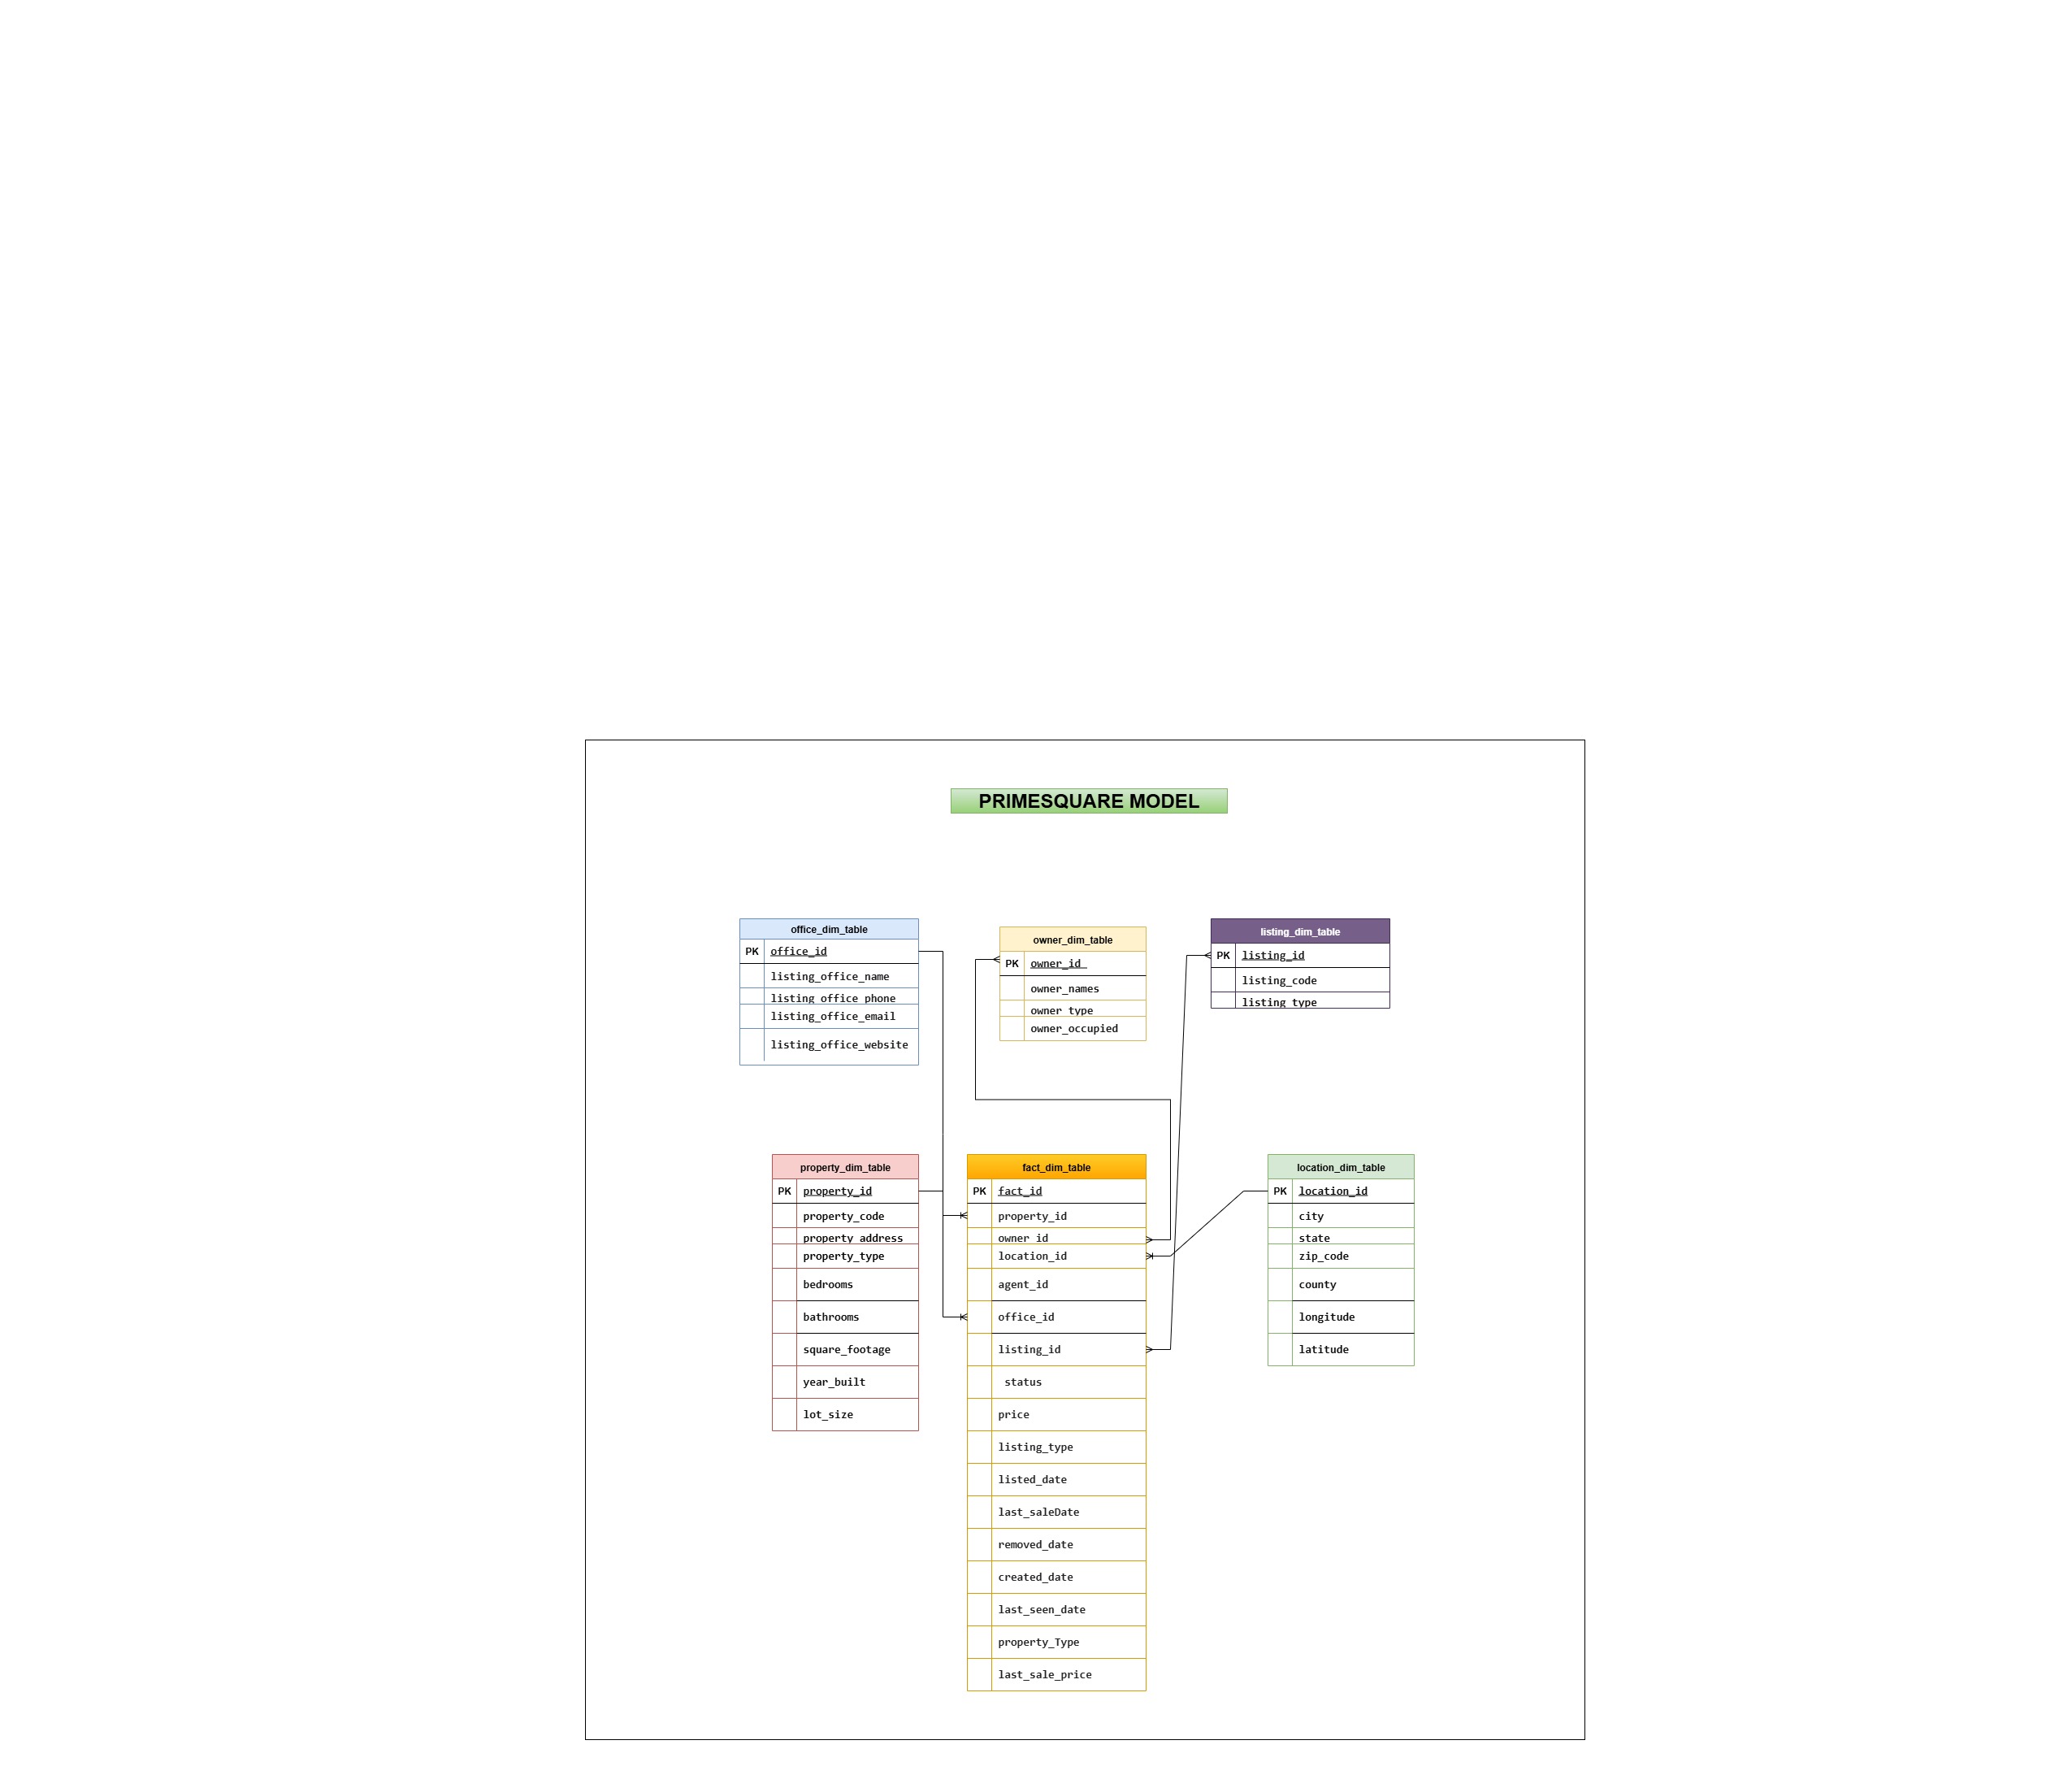 PRIMESQUARE MODEL
office_dim_table
PK office_id
listing_office_name
listing_office_phone
listing_office_email
listing_office_website
owner_dim_table
PK owner_id_
owner_names
owner_type
owner_occupied
listing_dim_table
PK listing_id
listing_code
listing_type
property_dim_table
PK property_id
property_code
property_address
property_type
bedrooms
bathrooms
square_footage
year_built
lot_size
fact_dim_table
PK fact_id
property_id
owner_id
location_id
agent_id
office_id
listing_id
status
price
listing_type
listed_date
last_saleDate
removed_date
created_date
last_seen_date
property_Type
last_sale_price
location_dim_table
PK location_id
city
state
zip_code
county
longitude
latitude